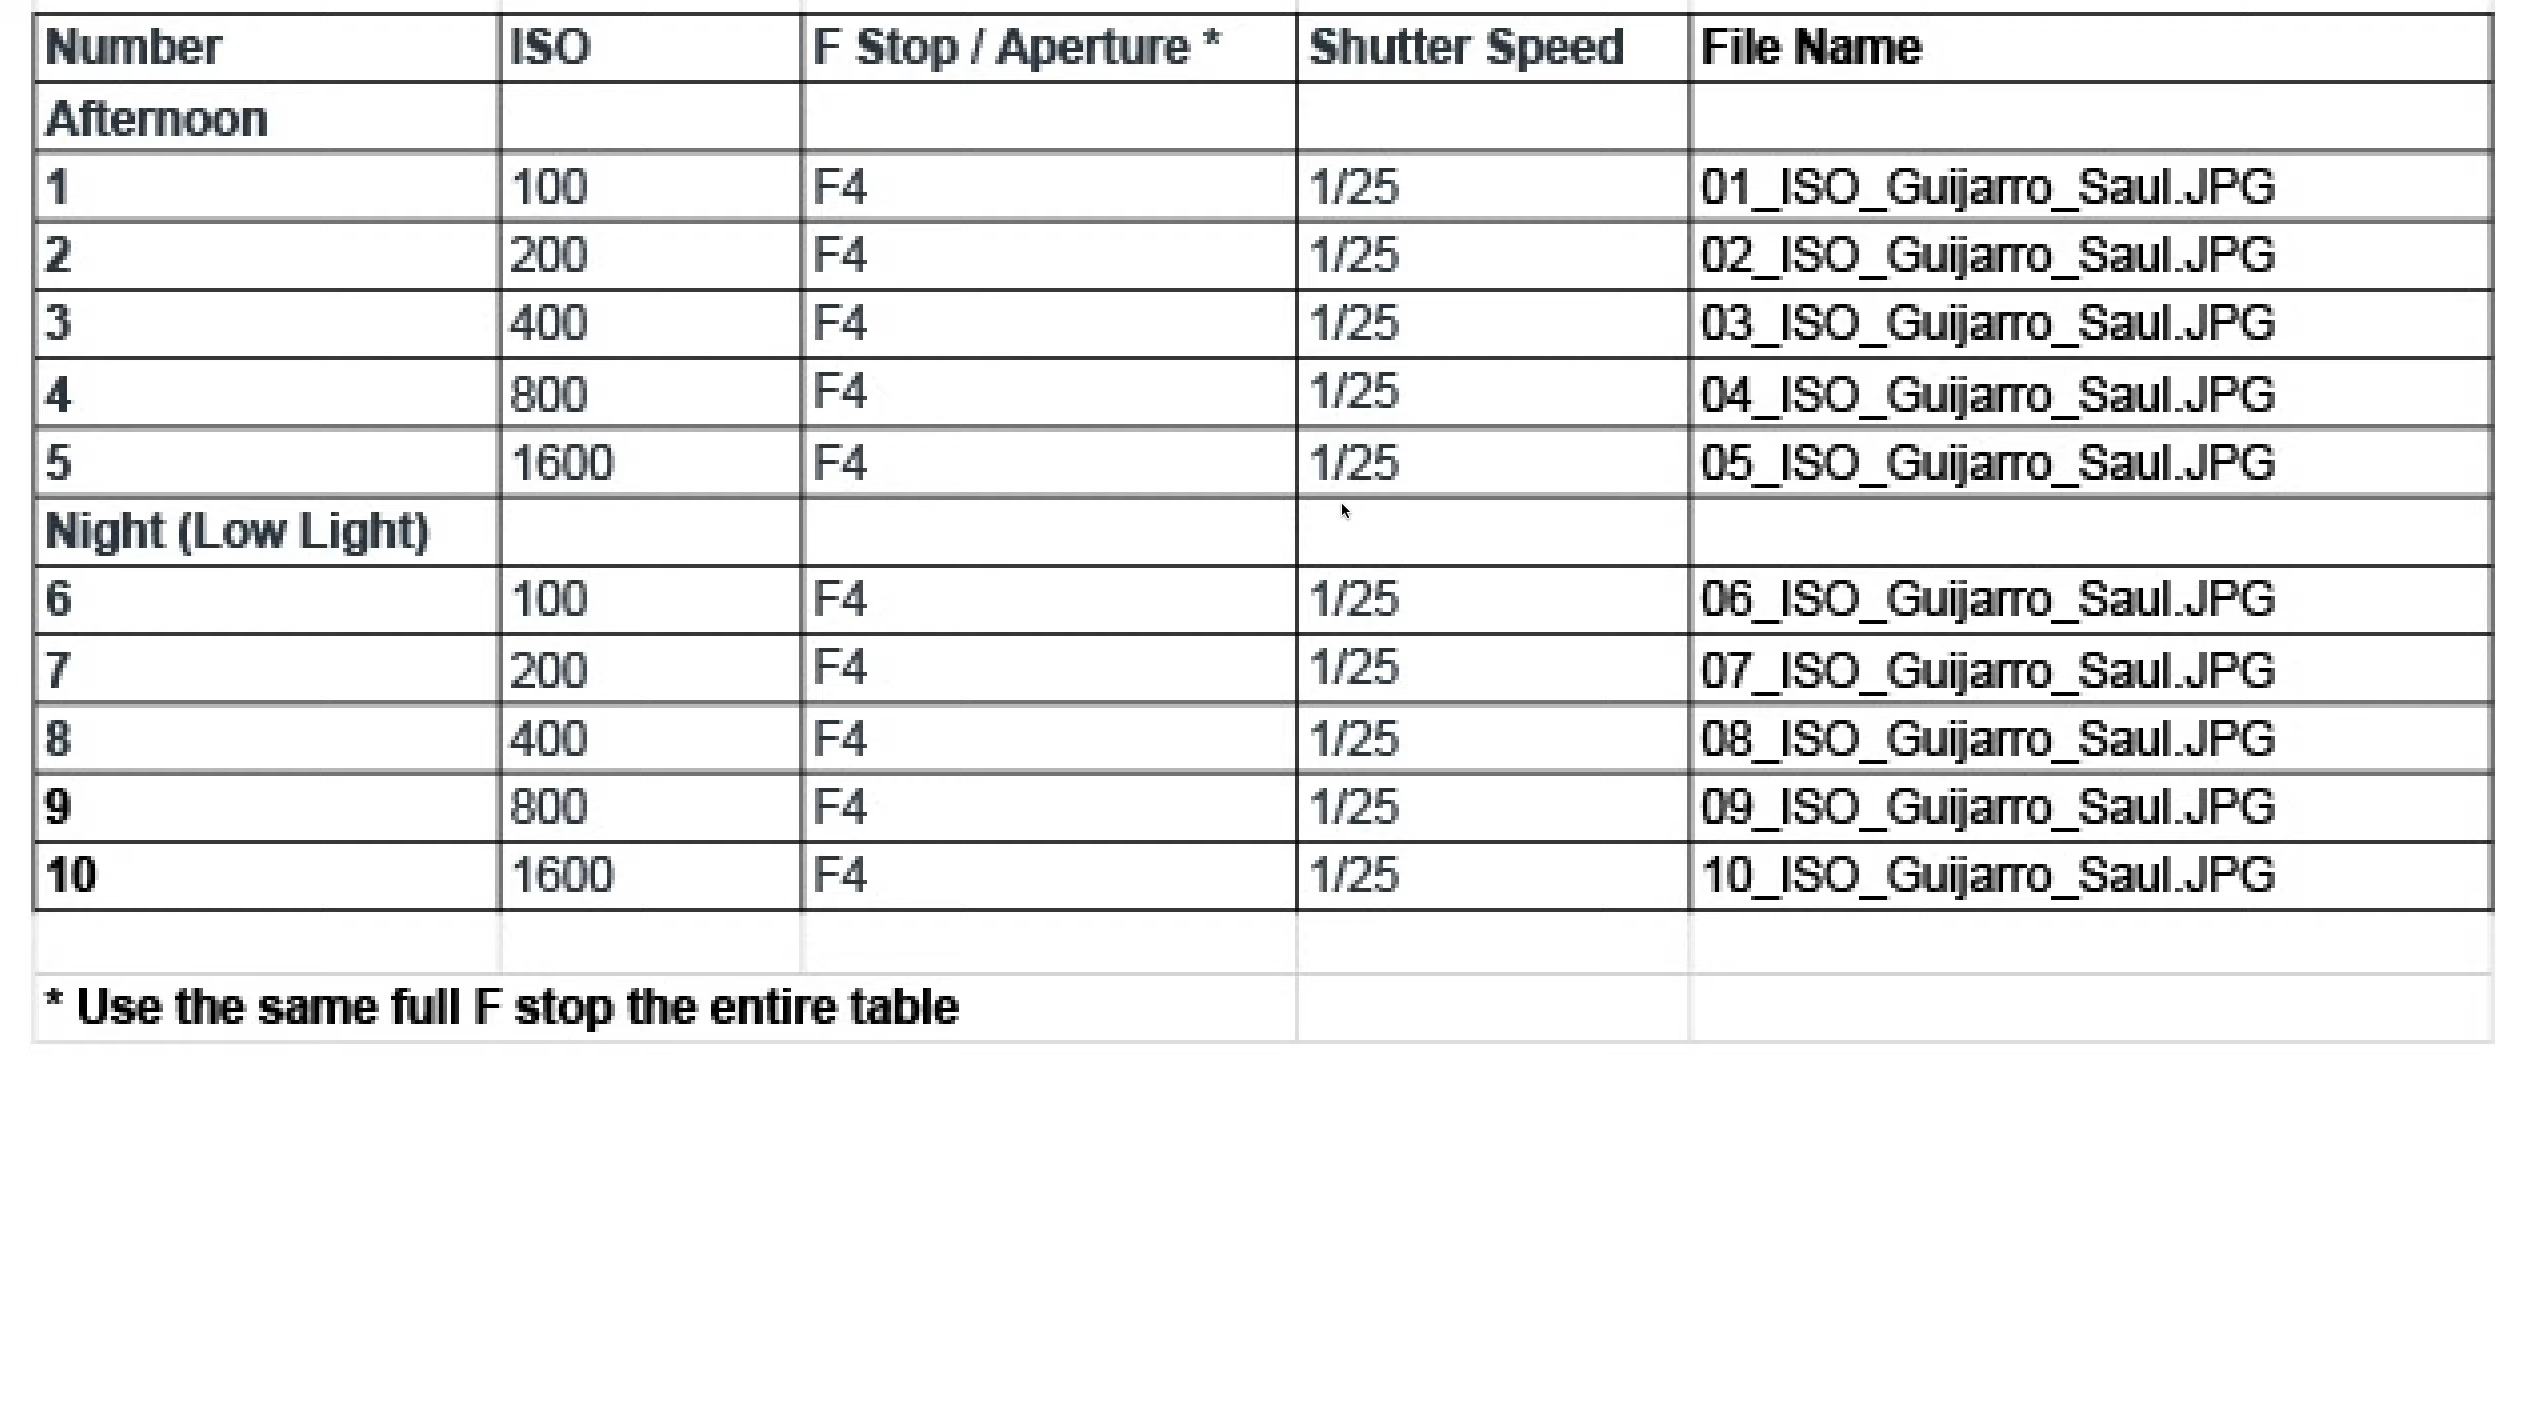 Number ISO F Stop / Aperture * Shutter Speed File Name
Afternoon
1 100 F4 1/25 01_ISO_Guijarro_Saul.JPG
2 200 F4 1/25 02_ISO_Guijarro_Saul.JPG
3 400 F4 1/25 03_ISO_Guijarro_Saul.JPG
4 800 F4 1/25 04_ISO_Guijarro_Saul.JPG
5 1600 F4 1/25 05_ISO_Guijarro_Saul.JPG
Night (Low Light)
6 100 F4 1/25 06_ISO_Guijarro_Saul.JPG
7 200 F4 1/25 07_ISO_Guijarro_Saul.JPG
8 400 F4 1/25 08_ISO_Guijarro_Saul.JPG
9 800 F4 1/25 09_ISO_Guijarro_Saul.JPG
10 1600 F4 1/25 10_ISO_Guijarro_Saul.JPG
* Use the same full F stop the entire table